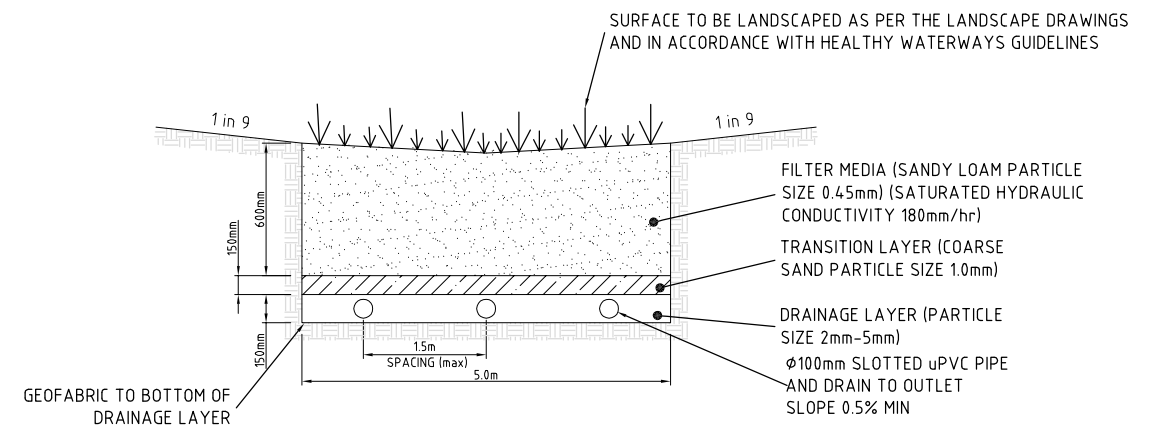 SURFACE TO BE LANDSCAPED AS PER THE LANDSCAPE DRAWINGS
AND IN ACCORDANCE WITH HEALTHY WATERWAYS GUIDELINES
1 in 9
1 in 9
FILTER MEDIA (SANDY LOAM PARTICLE
SIZE 0.45mm) (SATURATED HYDRAULIC
CONDUCTIVITY 180mm/hr)
600mm
150mm
TRANSITION LAYER (COARSE
SAND PARTICLE SIZE 1.0mm)
DRAINAGE LAYER (PARTICLE
SIZE 2mm-5mm)
150mm
1.5m
SPACING (max)
5.0m
Ø100mm SLOTTED uPVC PIPE
AND DRAIN TO OUTLET
SLOPE 0.5% MIN
GEOFABRIC TO BOTTOM OF
DRAINAGE LAYER